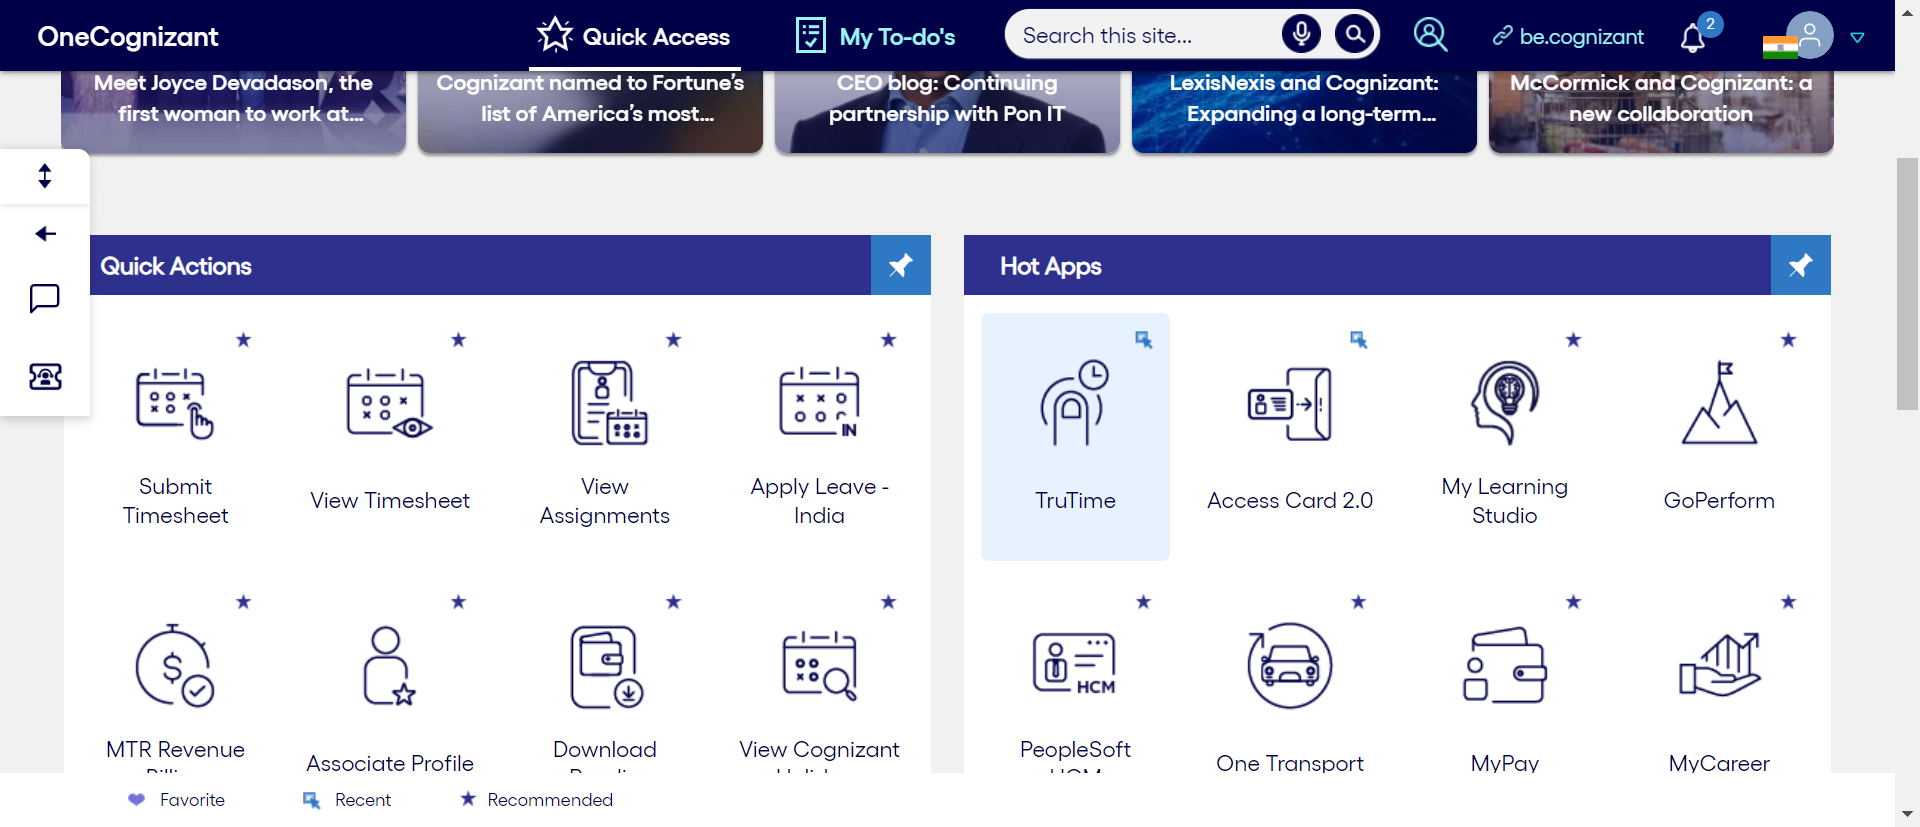 OneCognizant
Quick Access
My To-do's
Search this site...
be.cognizant
2
Meet Joyce Devadason, the
first woman to work at...
Cognizant named to Fortune's
list of America's most...
CEO blog: Continuing
partnership with Pon IT
LexisNexis and Cognizant:
Expanding a long-term...
McCormick and Cognizant: a
new collaboration
Quick Actions
Submit
Timesheet
View Timesheet
View
Assignments
IN
Apply Leave -
India
$
MTR Revenue
Associate Profile
Download
View Cognizant
Hot Apps
TruTime
Access Card 2.0
My Learning
Studio
GoPerform
HCM
PeopleSoft
HCM
One Transport
MyPay
MyCareer
Favorite
Recent
Recommended